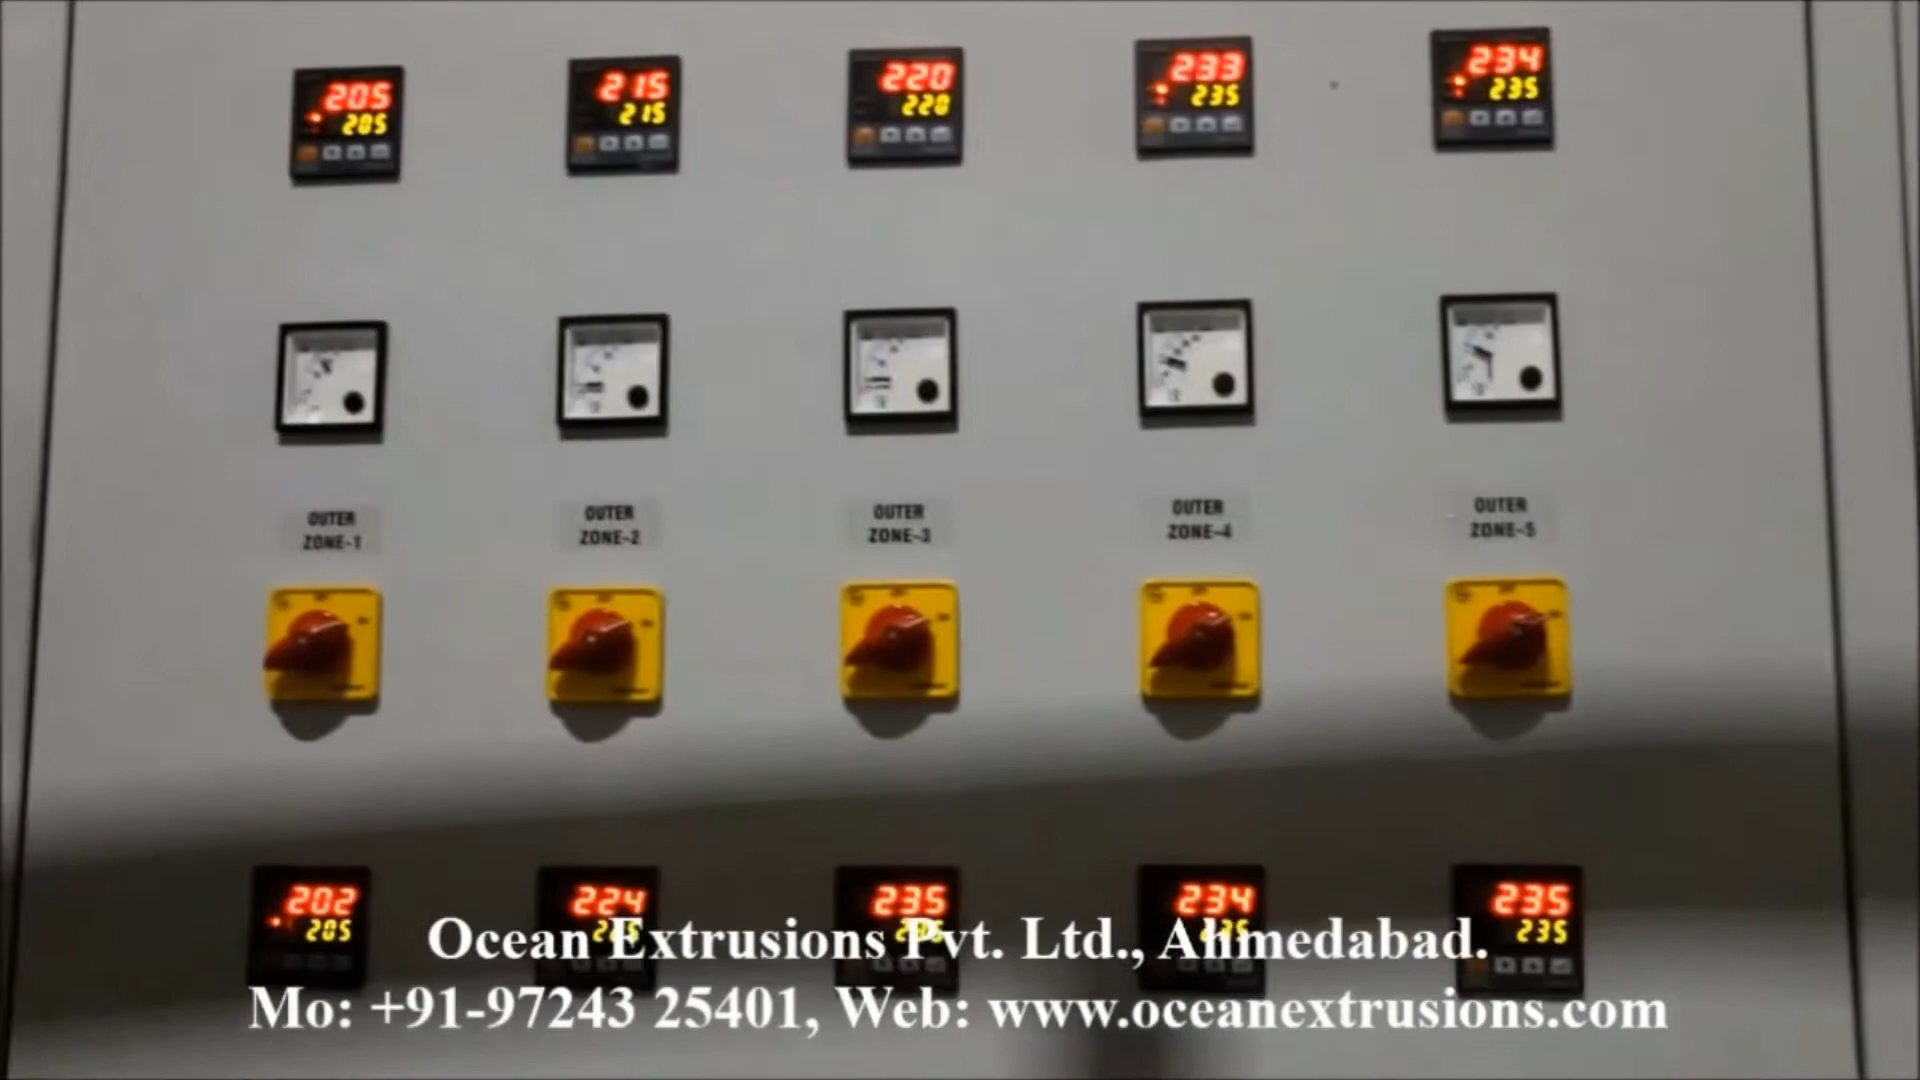 205 215 220 233 234
205 215 220 235 235
OUTER OUTER OUTER OUTER OUTER
ZONE-1 ZONE-2 ZONE-3 ZONE-4 ZONE-5
202 224 235 234 235
205 235
Ocean Extrusions Pvt. Ltd., Ahmedabad.
Mo: +91-97243 25401, Web: www.oceanextrusions.com